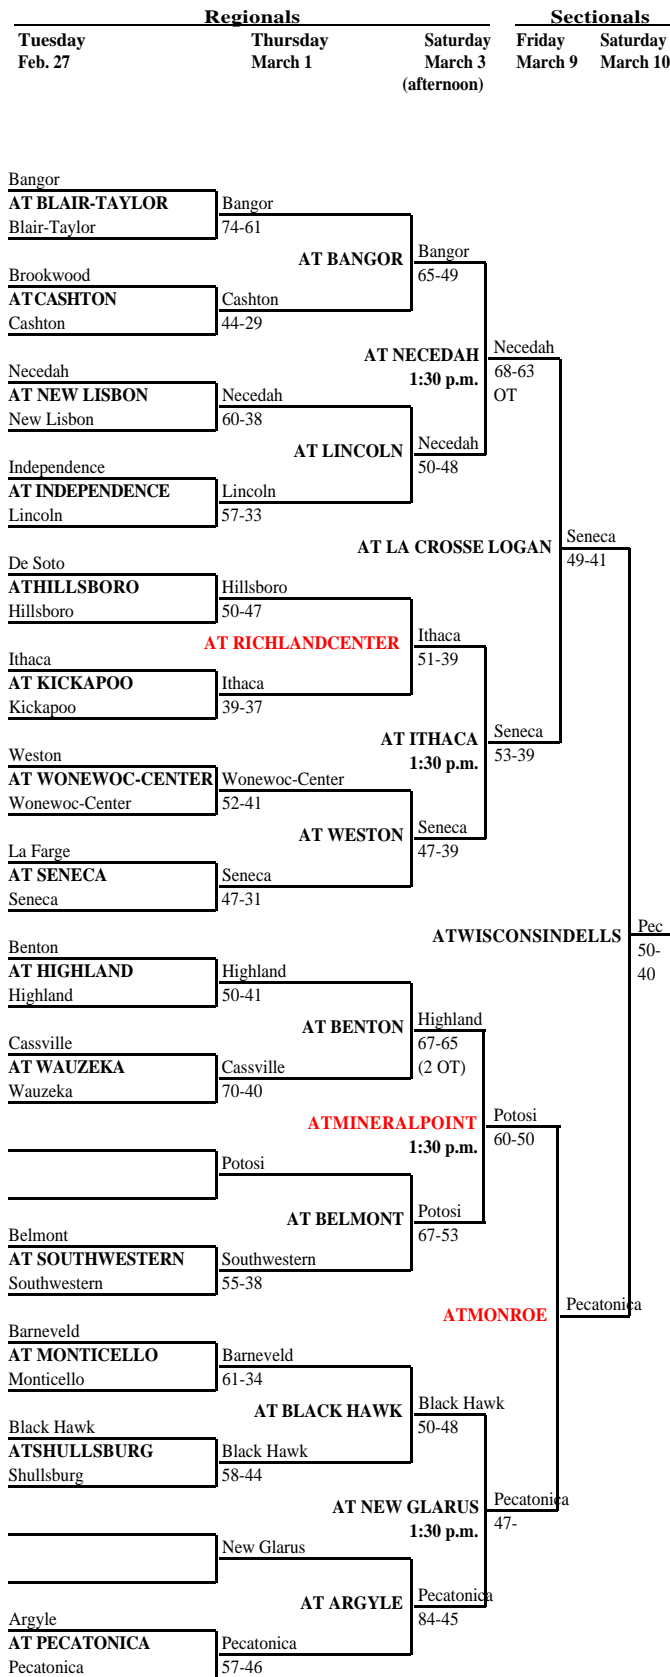 Regionals Sectionals
Tuesday Thursday Saturday Friday Saturday
Feb. 27 March 1 March 3 March 9 March 10
(afternoon)
Bangor
AT BLAIR-TAYLOR Bangor
Blair-Taylor 74-61
AT BANGOR Bangor
65-49
Brookwood
ATCASHTON Cashton
Cashton 44-29
AT NECEDAH Necedah
1:30 p.m. 68-63
OT
Necedah
AT NEW LISBON Necedah
New Lisbon 60-38
AT LINCOLN Necedah
50-48
Independence
AT INDEPENDENCE Lincoln
Lincoln 57-33
AT LA CROSSE LOGAN Seneca
49-41
De Soto
ATHILLSBORO Hillsboro
Hillsboro 50-47
AT RICHLANDCENTER Ithaca
51-39
Ithaca
AT KICKAPOO Ithaca
Kickapoo 39-37
AT ITHACA Seneca
1:30 p.m. 53-39
Weston
AT WONEWOC-CENTER Wonewoc-Center
Wonewoc-Center 52-41
AT WESTON Seneca
47-39
La Farge
AT SENECA Seneca
Seneca 47-31
ATWISCONSINDELLS Pec
50-
40
Benton
AT HIGHLAND Highland
Highland 50-41
AT BENTON Highland
67-65
(2 OT)
Cassville
AT WAUZEKA Cassville
Wauzeka 70-40
ATMINERALPOINT Potosi
1:30 p.m. 60-50
Potosi
AT BELMONT Potosi
67-53
Belmont
AT SOUTHWESTERN Southwestern
Southwestern 55-38
ATMONROE Pecatonica
Barneveld
AT MONTICELLO Barneveld
Monticello 61-34
AT BLACK HAWK Black Hawk
50-48
Black Hawk
ATSHULLSBURG Black Hawk
Shullsburg 58-44
AT NEW GLARUS Pecatonica
1:30 p.m. 47-
New Glarus
AT ARGYLE Pecatonica
84-45
Argyle
AT PECATONICA Pecatonica
Pecatonica 57-46